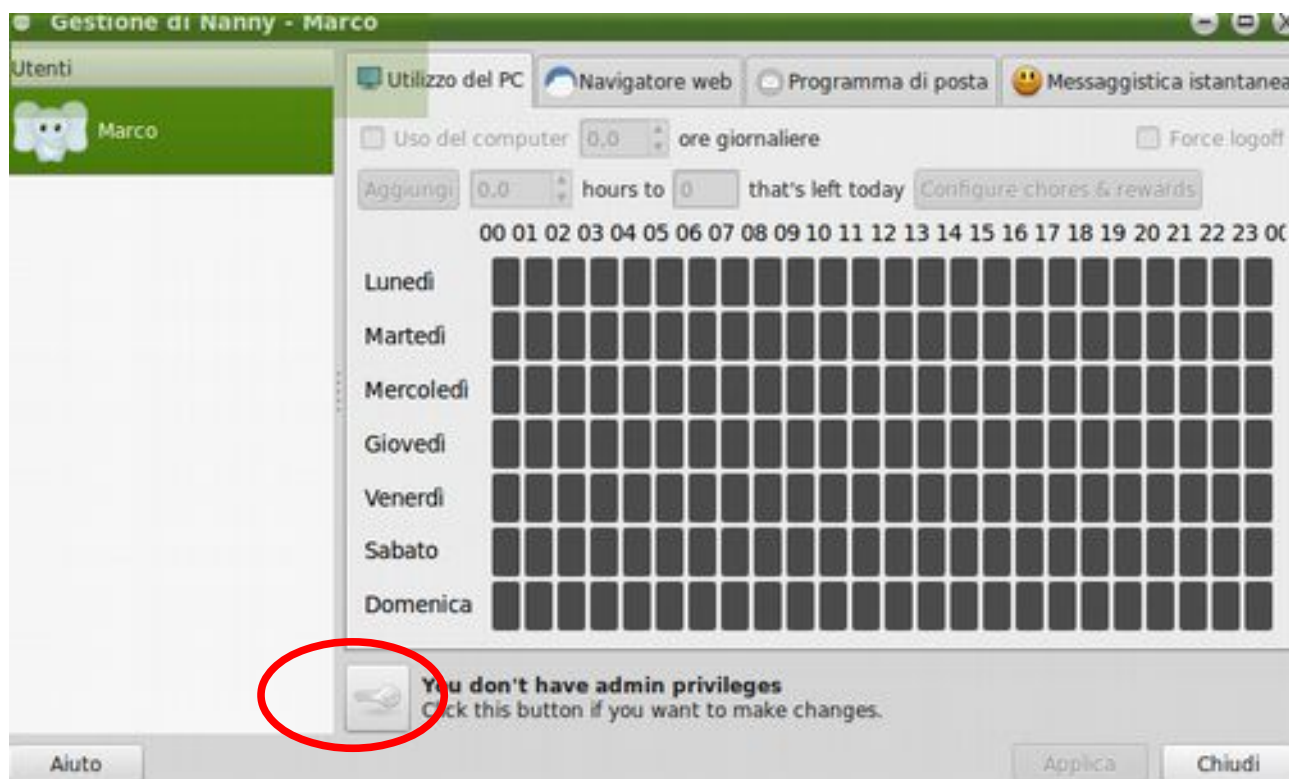 Gestione di Nanny - Marco
Utenti
Marco
Utilizzo del PC
Navigatore web
Programma di posta
Messaggistica istantanea
Uso del computer 0,0 ore giornaliere
Force logoff
Aggiungi 0,0 hours to 0 that's left today Configure chores & rewards
00 01 02 03 04 05 06 07 08 09 10 11 12 13 14 15 16 17 18 19 20 21 22 23 00
Lunedì
Martedì
Mercoledì
Giovedì
Venerdì
Sabato
Domenica
You don't have admin privileges
Click this button if you want to make changes.
Aiuto
Applica
Chiudi